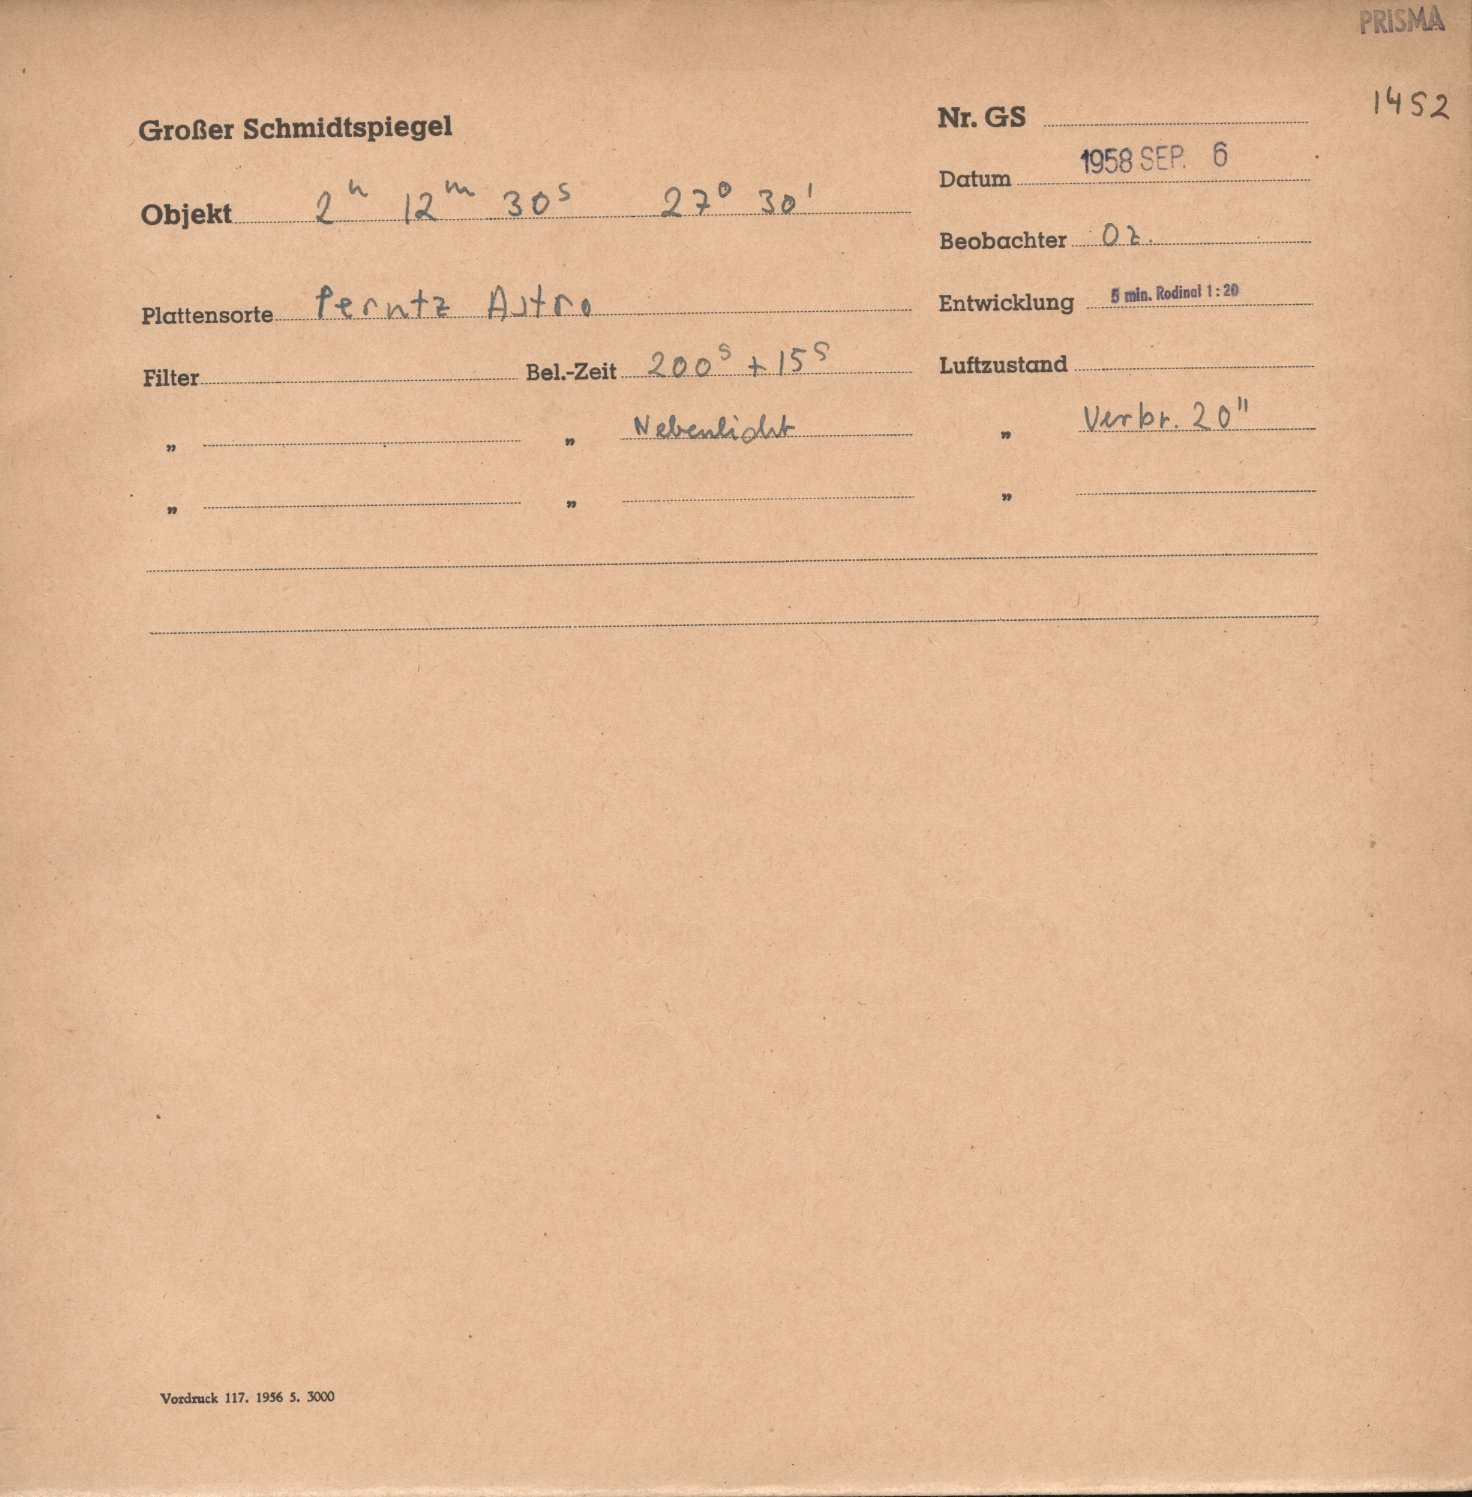 PRISMA
1452
Großer Schmidtspiegel
Nr. GS
Datum 1958 SEP. 6
Objekt 2h 12m 30s 27° 30'
Beobachter Oz.
Plattensorte Perutz Astro
Entwicklung 5 min. Rodinal 1:20
Filter Bel.-Zeit 200s + 15s Luftzustand
„ „ Nebenlicht „ Verbr. 20"
„ „ „
Vordruck 117. 1956 5. 3000